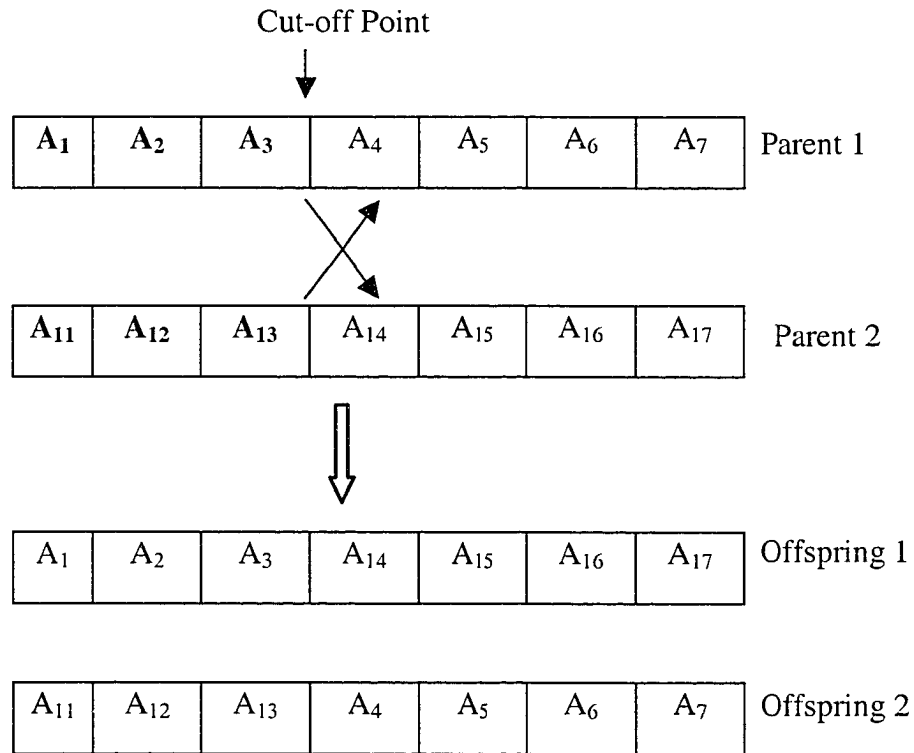 Cut-off Point
A₁ A₂ A₃ A₄ A₅ A₆ A₇ Parent 1
A₁₁ A₁₂ A₁₃ A₁₄ A₁₅ A₁₆ A₁₇ Parent 2
A₁ A₂ A₃ A₁₄ A₁₅ A₁₆ A₁₇ Offspring 1
A₁₁ A₁₂ A₁₃ A₄ A₅ A₆ A₇ Offspring 2